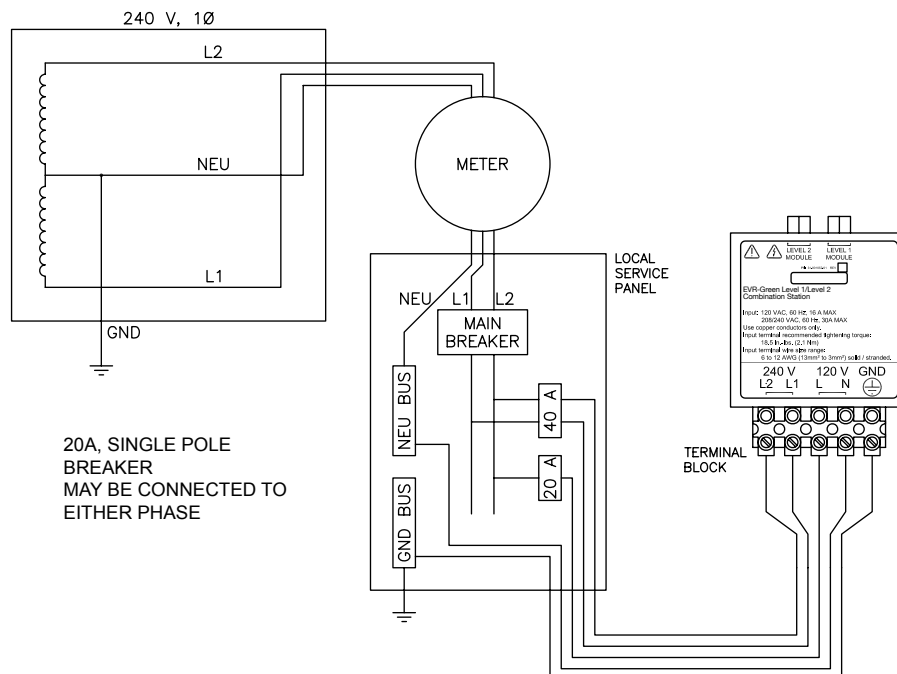 240 V, 1Ø
L2
NEU
L1
GND
METER
LOCAL
SERVICE
PANEL
NEU
L1
L2
MAIN
BREAKER
NEU BUS
GND BUS
40 A
20 A
20A, SINGLE POLE
BREAKER
MAY BE CONNECTED TO
EITHER PHASE
LEVEL 2
MODULE
LEVEL 1
MODULE
EVR-Green Level 1/Level 2
Combination Station
Input: 120 VAC, 60 Hz, 16 A MAX
208/240 VAC, 60 Hz, 30A MAX
Use copper conductors only.
Input terminal recommended tightening torque:
18.5 in.-lbs. (2.1 Nm)
Input terminal wire size range:
6 to 12 AWG (13mm² to 3mm²) solid / stranded.
240 V 120 V GND
L2 L1 L N
TERMINAL
BLOCK